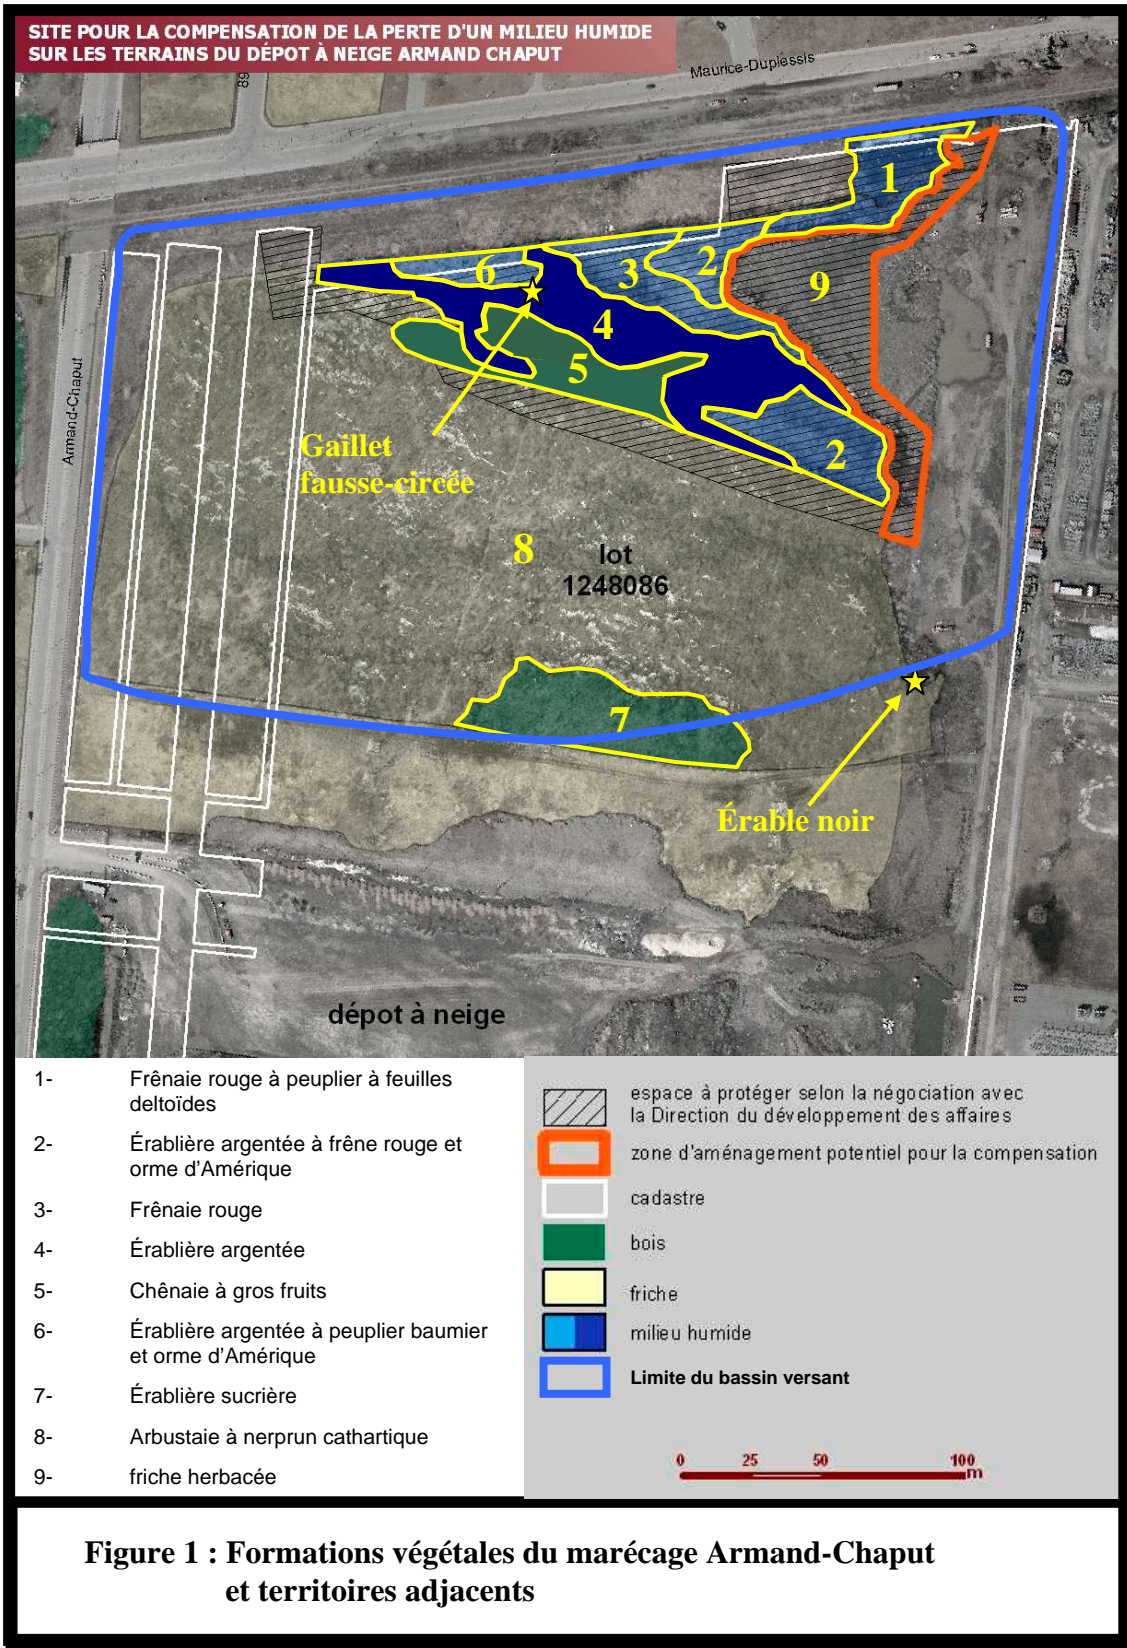 SITE POUR LA COMPENSATION DE LA PERTE D'UN MILIEU HUMIDE
SUR LES TERRAINS DU DÉPOT À NEIGE ARMAND CHAPUT
Maurice-Duplessis
89
1
2
6
3
9
4
5
Armand-Chaput
Gaillet
fausse-circée
2
8
lot
1248086
7
Érable noir
dépot à neige
1- Frênaie rouge à peuplier à feuilles
deltoïdes
2- Érablière argentée à frêne rouge et
orme d'Amérique
3- Frênaie rouge
4- Érablière argentée
5- Chênaie à gros fruits
6- Érablière argentée à peuplier baumier
et orme d'Amérique
7- Érablière sucrière
8- Arbustaie à nerprun cathartique
9- friche herbacée
espace à protéger selon la négociation avec
la Direction du développement des affaires
zone d'aménagement potentiel pour la compensation
cadastre
bois
friche
milieu humide
Limite du bassin versant
0 25 50 100
m
Figure 1 : Formations végétales du marécage Armand-Chaput
et territoires adjacents